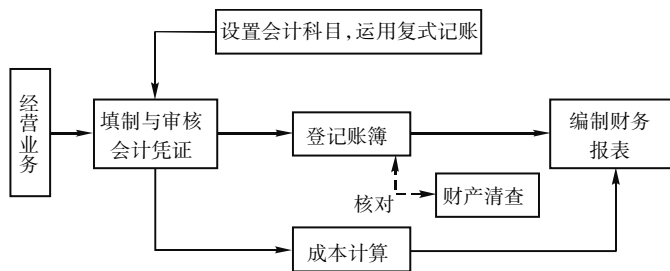 设置会计科目,运用复式记账
经营业务
填制与审核
会计凭证
登记账簿
编制财务
报表
核对
财产清查
成本计算